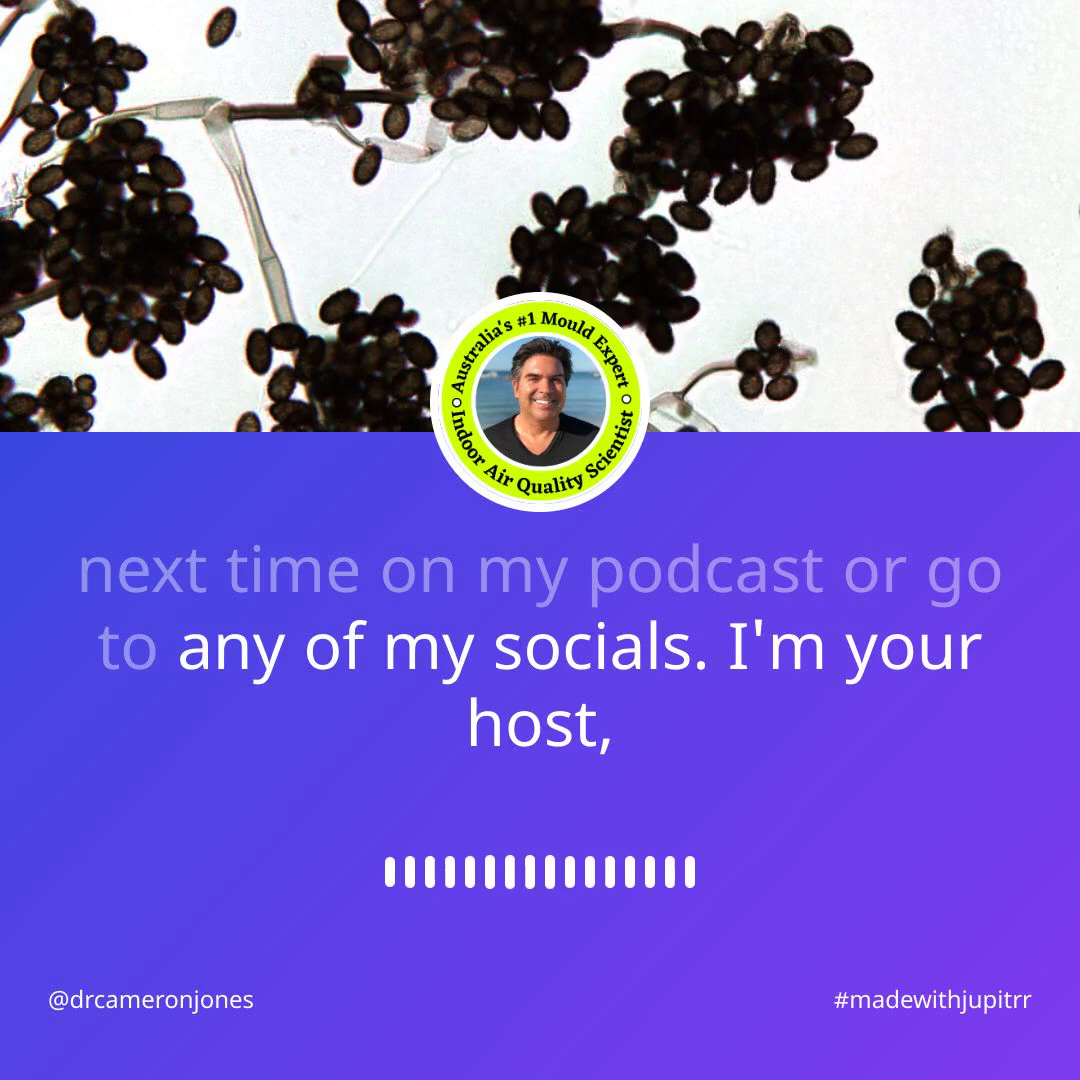 Australia's #1 Mould Expert
Indoor Air Quality Scientist
next time on my podcast or go
to any of my socials. I'm your
host,
@drcameronjones
#madewithjupitrr